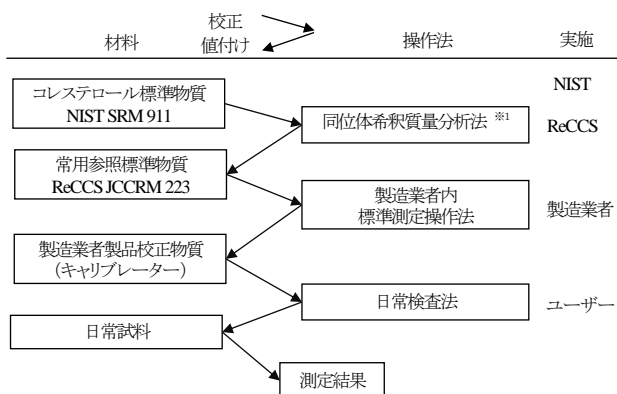 校正
材料
値付け
操作法
実施
NIST
コレステロール標準物質
NIST SRM 911
同位体希釈質量分析法 ※1
ReCCS
常用参照標準物質
ReCCS JCCRM 223
製造業者内
標準測定操作法
製造業者
製造業者製品校正物質
(キャリブレーター)
日常検査法
ユーザー
日常試料
測定結果